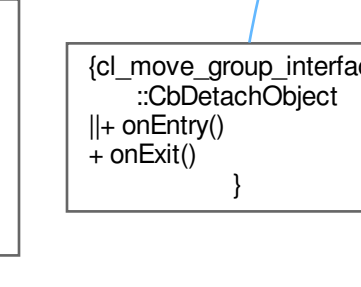 {cl_move_group_interfac
::CbDetachObject
||+ onEntry()
+ onExit()
}